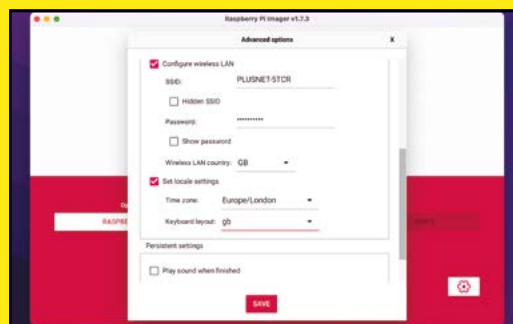 Raspberry Pi Imager v1.7.3
Advanced options X
Configure wireless LAN
SSID: PLUSNET-5TCR
Hidden SSID
Password: ••••••••••
Show password
Wireless LAN country: GB
Set locale settings
Time zone: Europe/London
Keyboard layout: gb
Persistent settings
Play sound when finished
SAVE